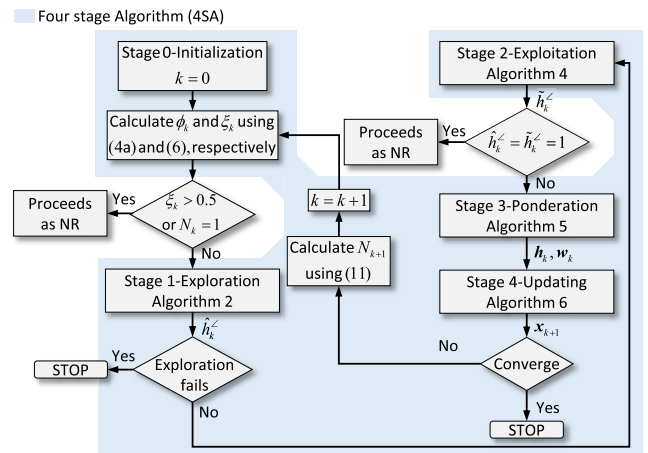 Four stage Algorithm (4SA)
Stage 0-Initialization
k = 0
Calculate ϕ_k and ξ_k using
(4a) and (6), respectively
ξ_k > 0.5
or N_k = 1
Yes
Proceeds
as NR
No
Stage 1-Exploration
Algorithm 2
ĥ_k^∠
Exploration
fails
Yes
STOP
No
Stage 2-Exploitation
Algorithm 4
h̃_k^∠
ĥ_k^∠ = h̃_k^∠ = 1
Yes
Proceeds
as NR
No
Stage 3-Ponderation
Algorithm 5
h_k, w_k
Stage 4-Updating
Algorithm 6
x_{k+1}
Converge
No
Yes
STOP
Calculate N_{k+1}
using (11)
k = k+1